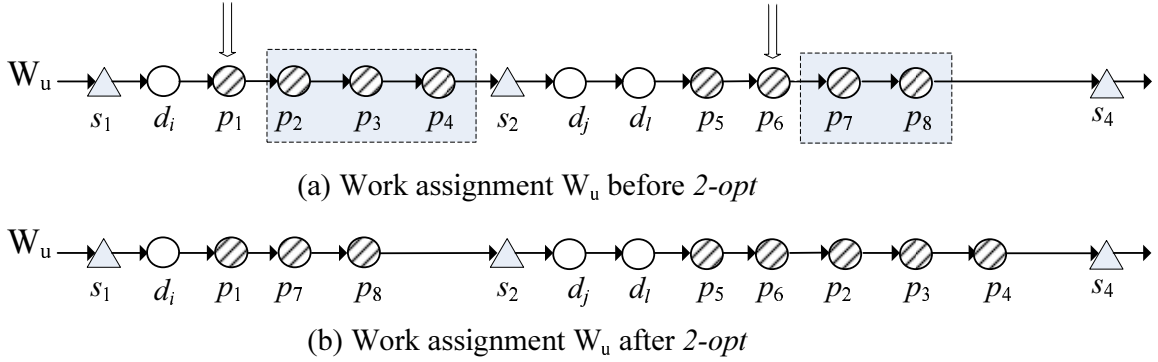 W_u
s_1 d_i p_1 p_2 p_3 p_4 s_2 d_j d_l p_5 p_6 p_7 p_8 s_4
(a) Work assignment W_u before 2-opt
W_u
s_1 d_i p_1 p_7 p_8 s_2 d_j d_l p_5 p_6 p_2 p_3 p_4 s_4
(b) Work assignment W_u after 2-opt